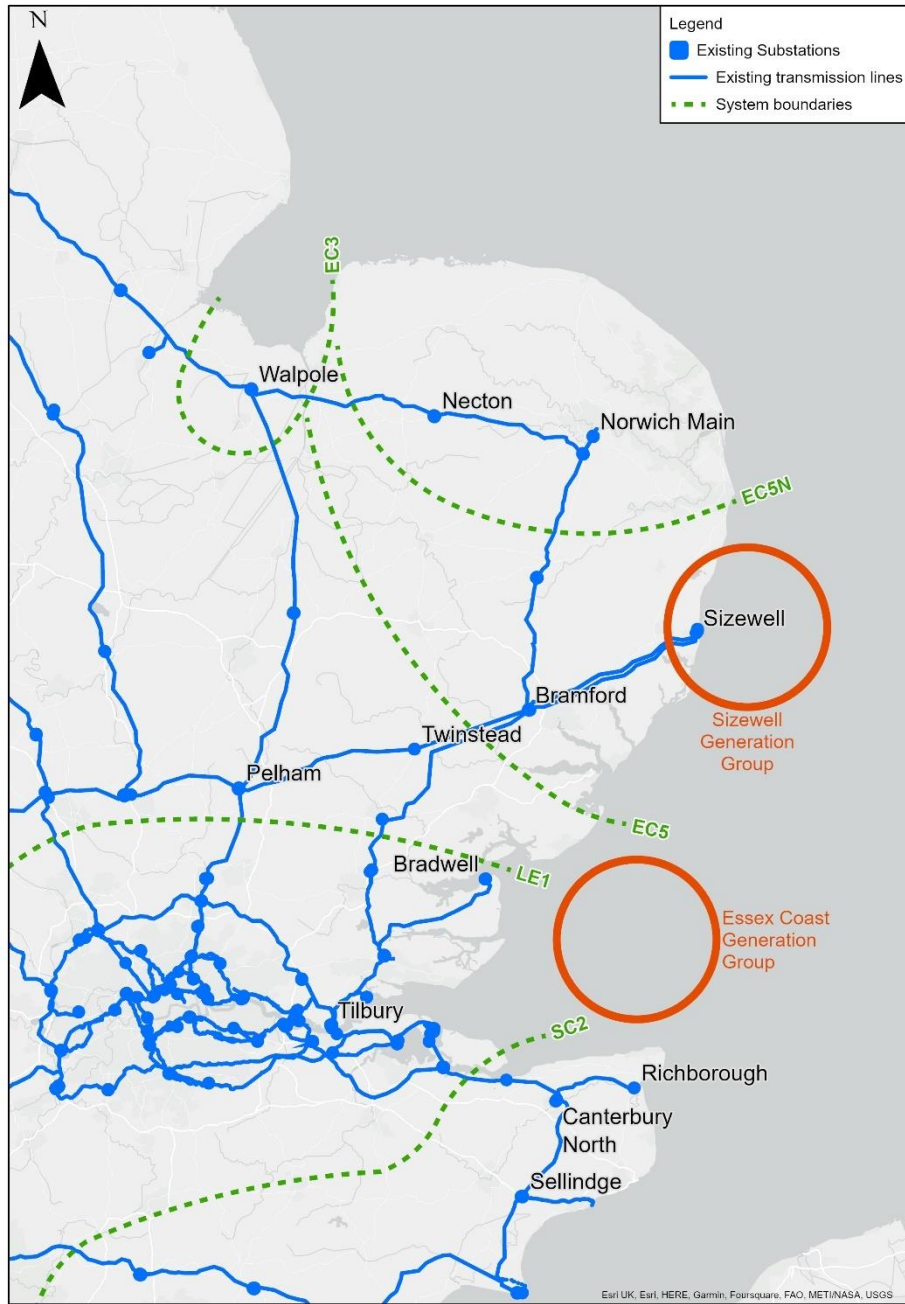 N
Legend
Existing Substations
Existing transmission lines
System boundaries
EC3
Walpole
Necton
Norwich Main
EC5N
Sizewell
Sizewell
Generation
Group
Bramford
Twinstead
Pelham
EC5
Bradwell
LE1
Essex Coast
Generation
Group
Tilbury
SC2
Richborough
Canterbury
North
Sellindge
Esri UK, Esri, HERE, Garmin, Foursquare, FAO, METI/NASA, USGS